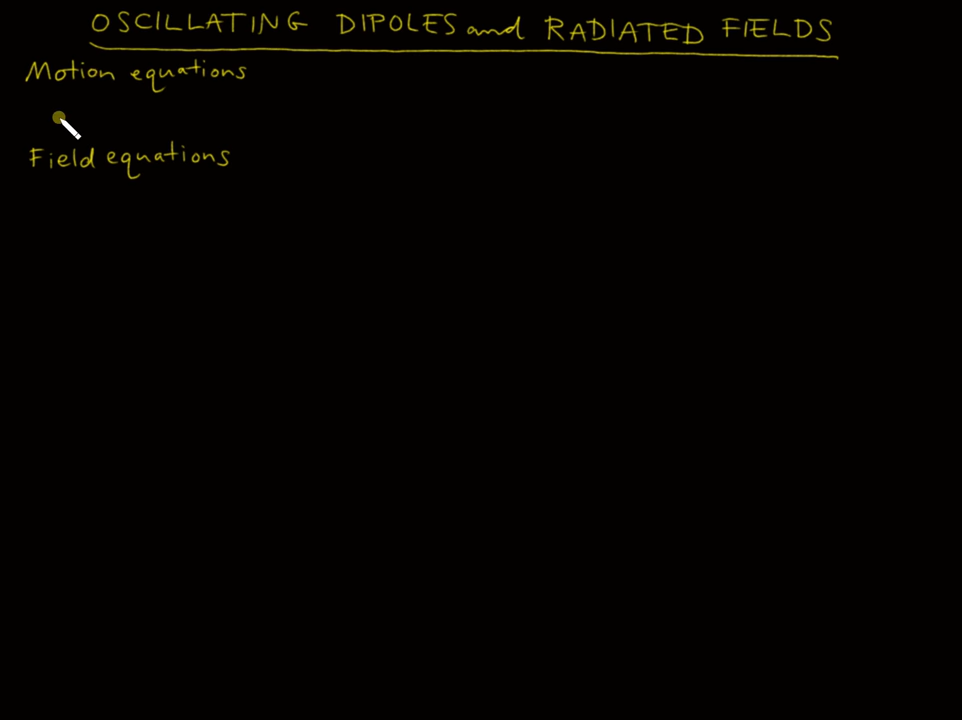 OSCILLATING DIPOLES and RADIATED FIELDS
Motion equations
Field equations